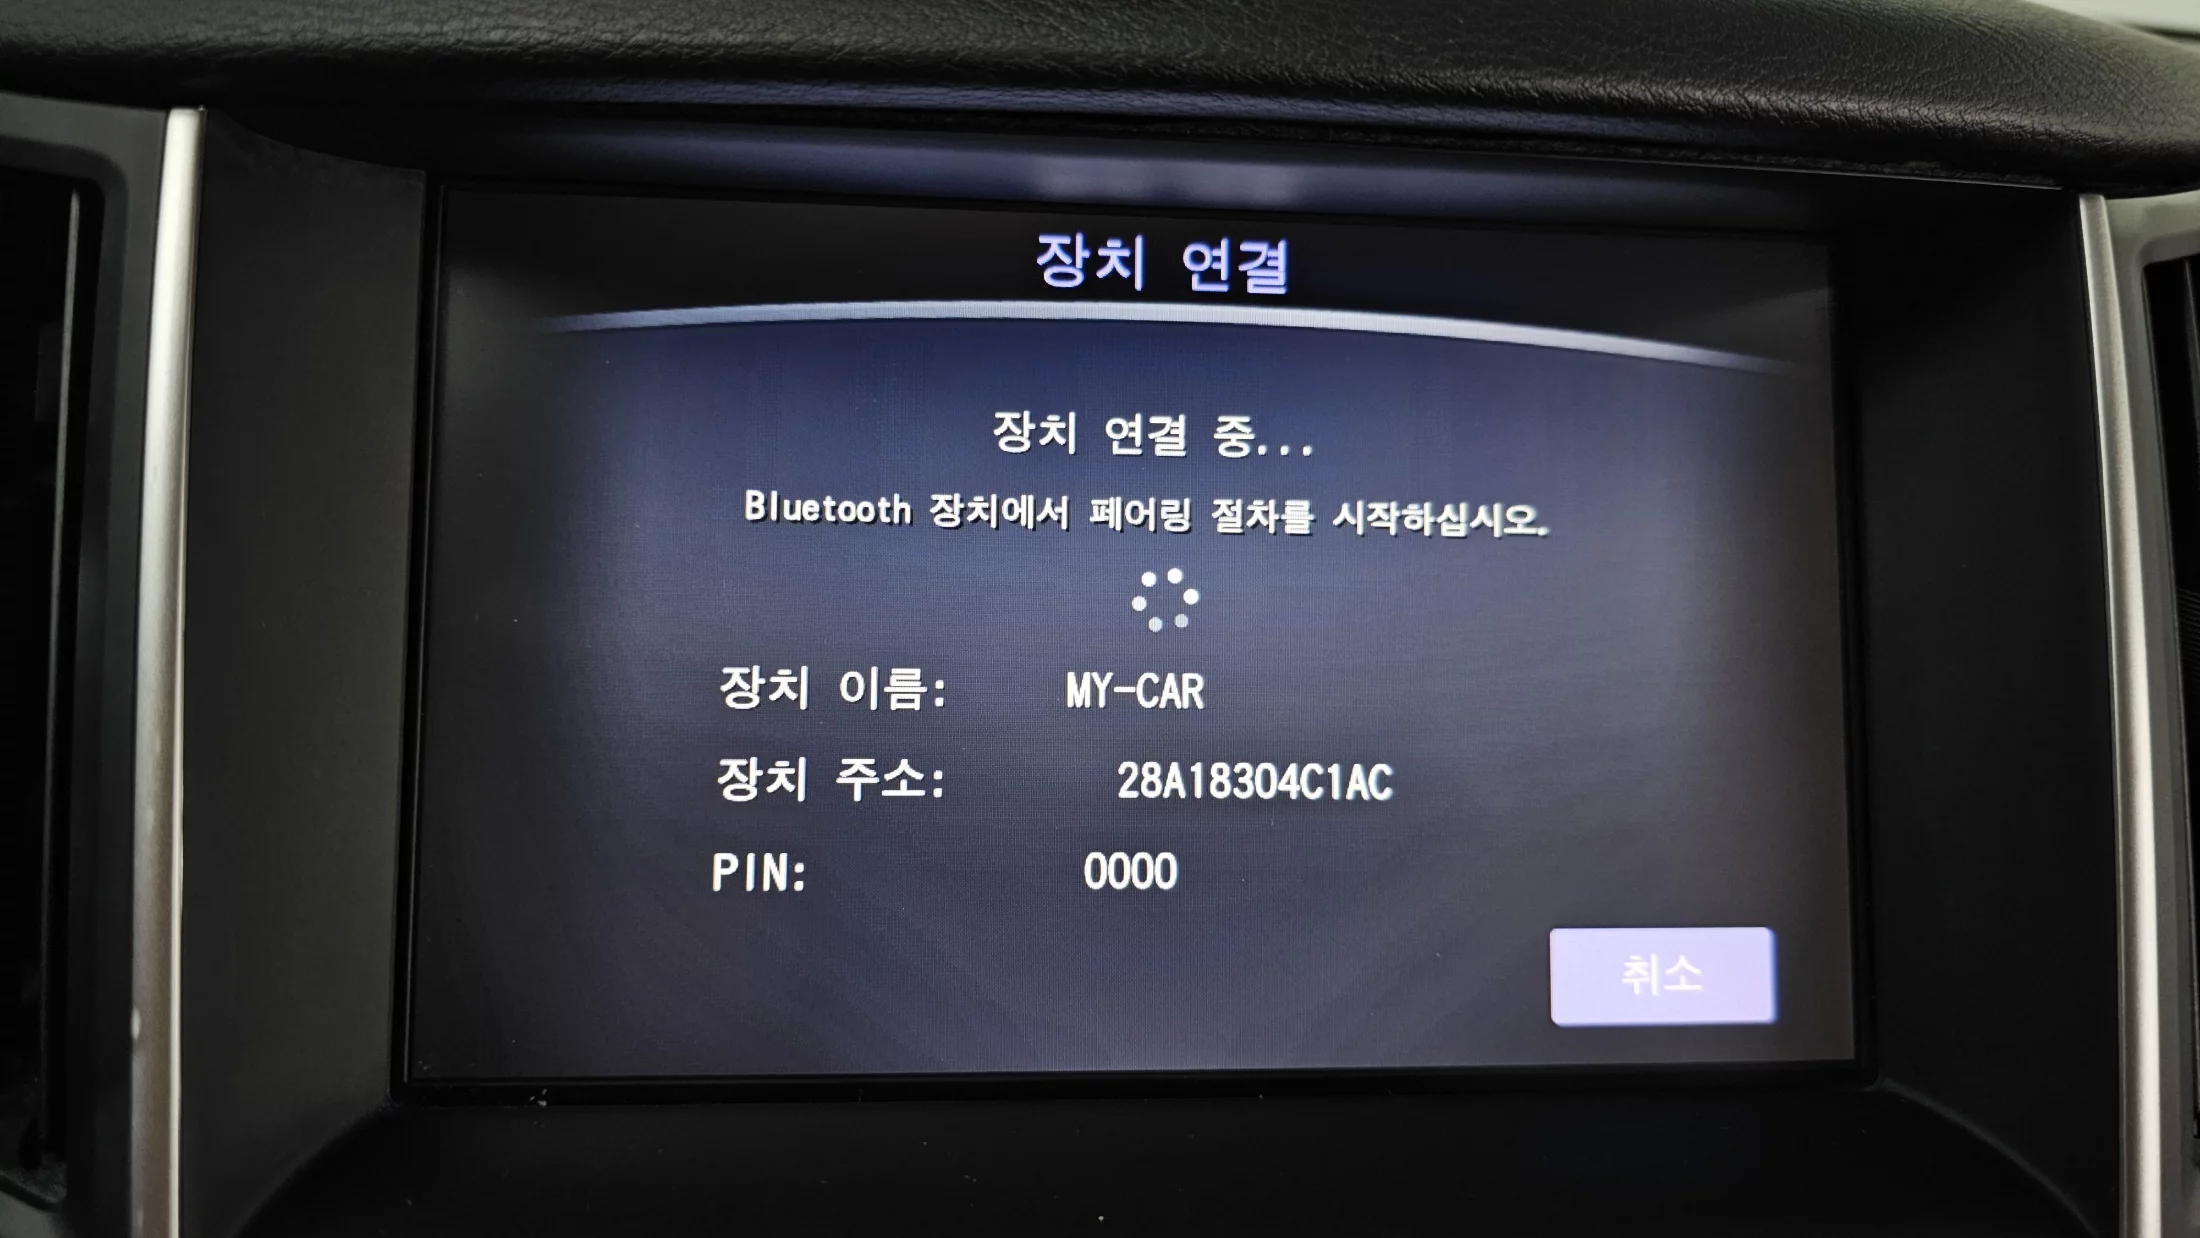 장치 연결
장치 연결 중...
Bluetooth 장치에서 페어링 절차를 시작하십시오.
장치 이름: MY-CAR
장치 주소: 28A18304C1AC
PIN: 0000
취소